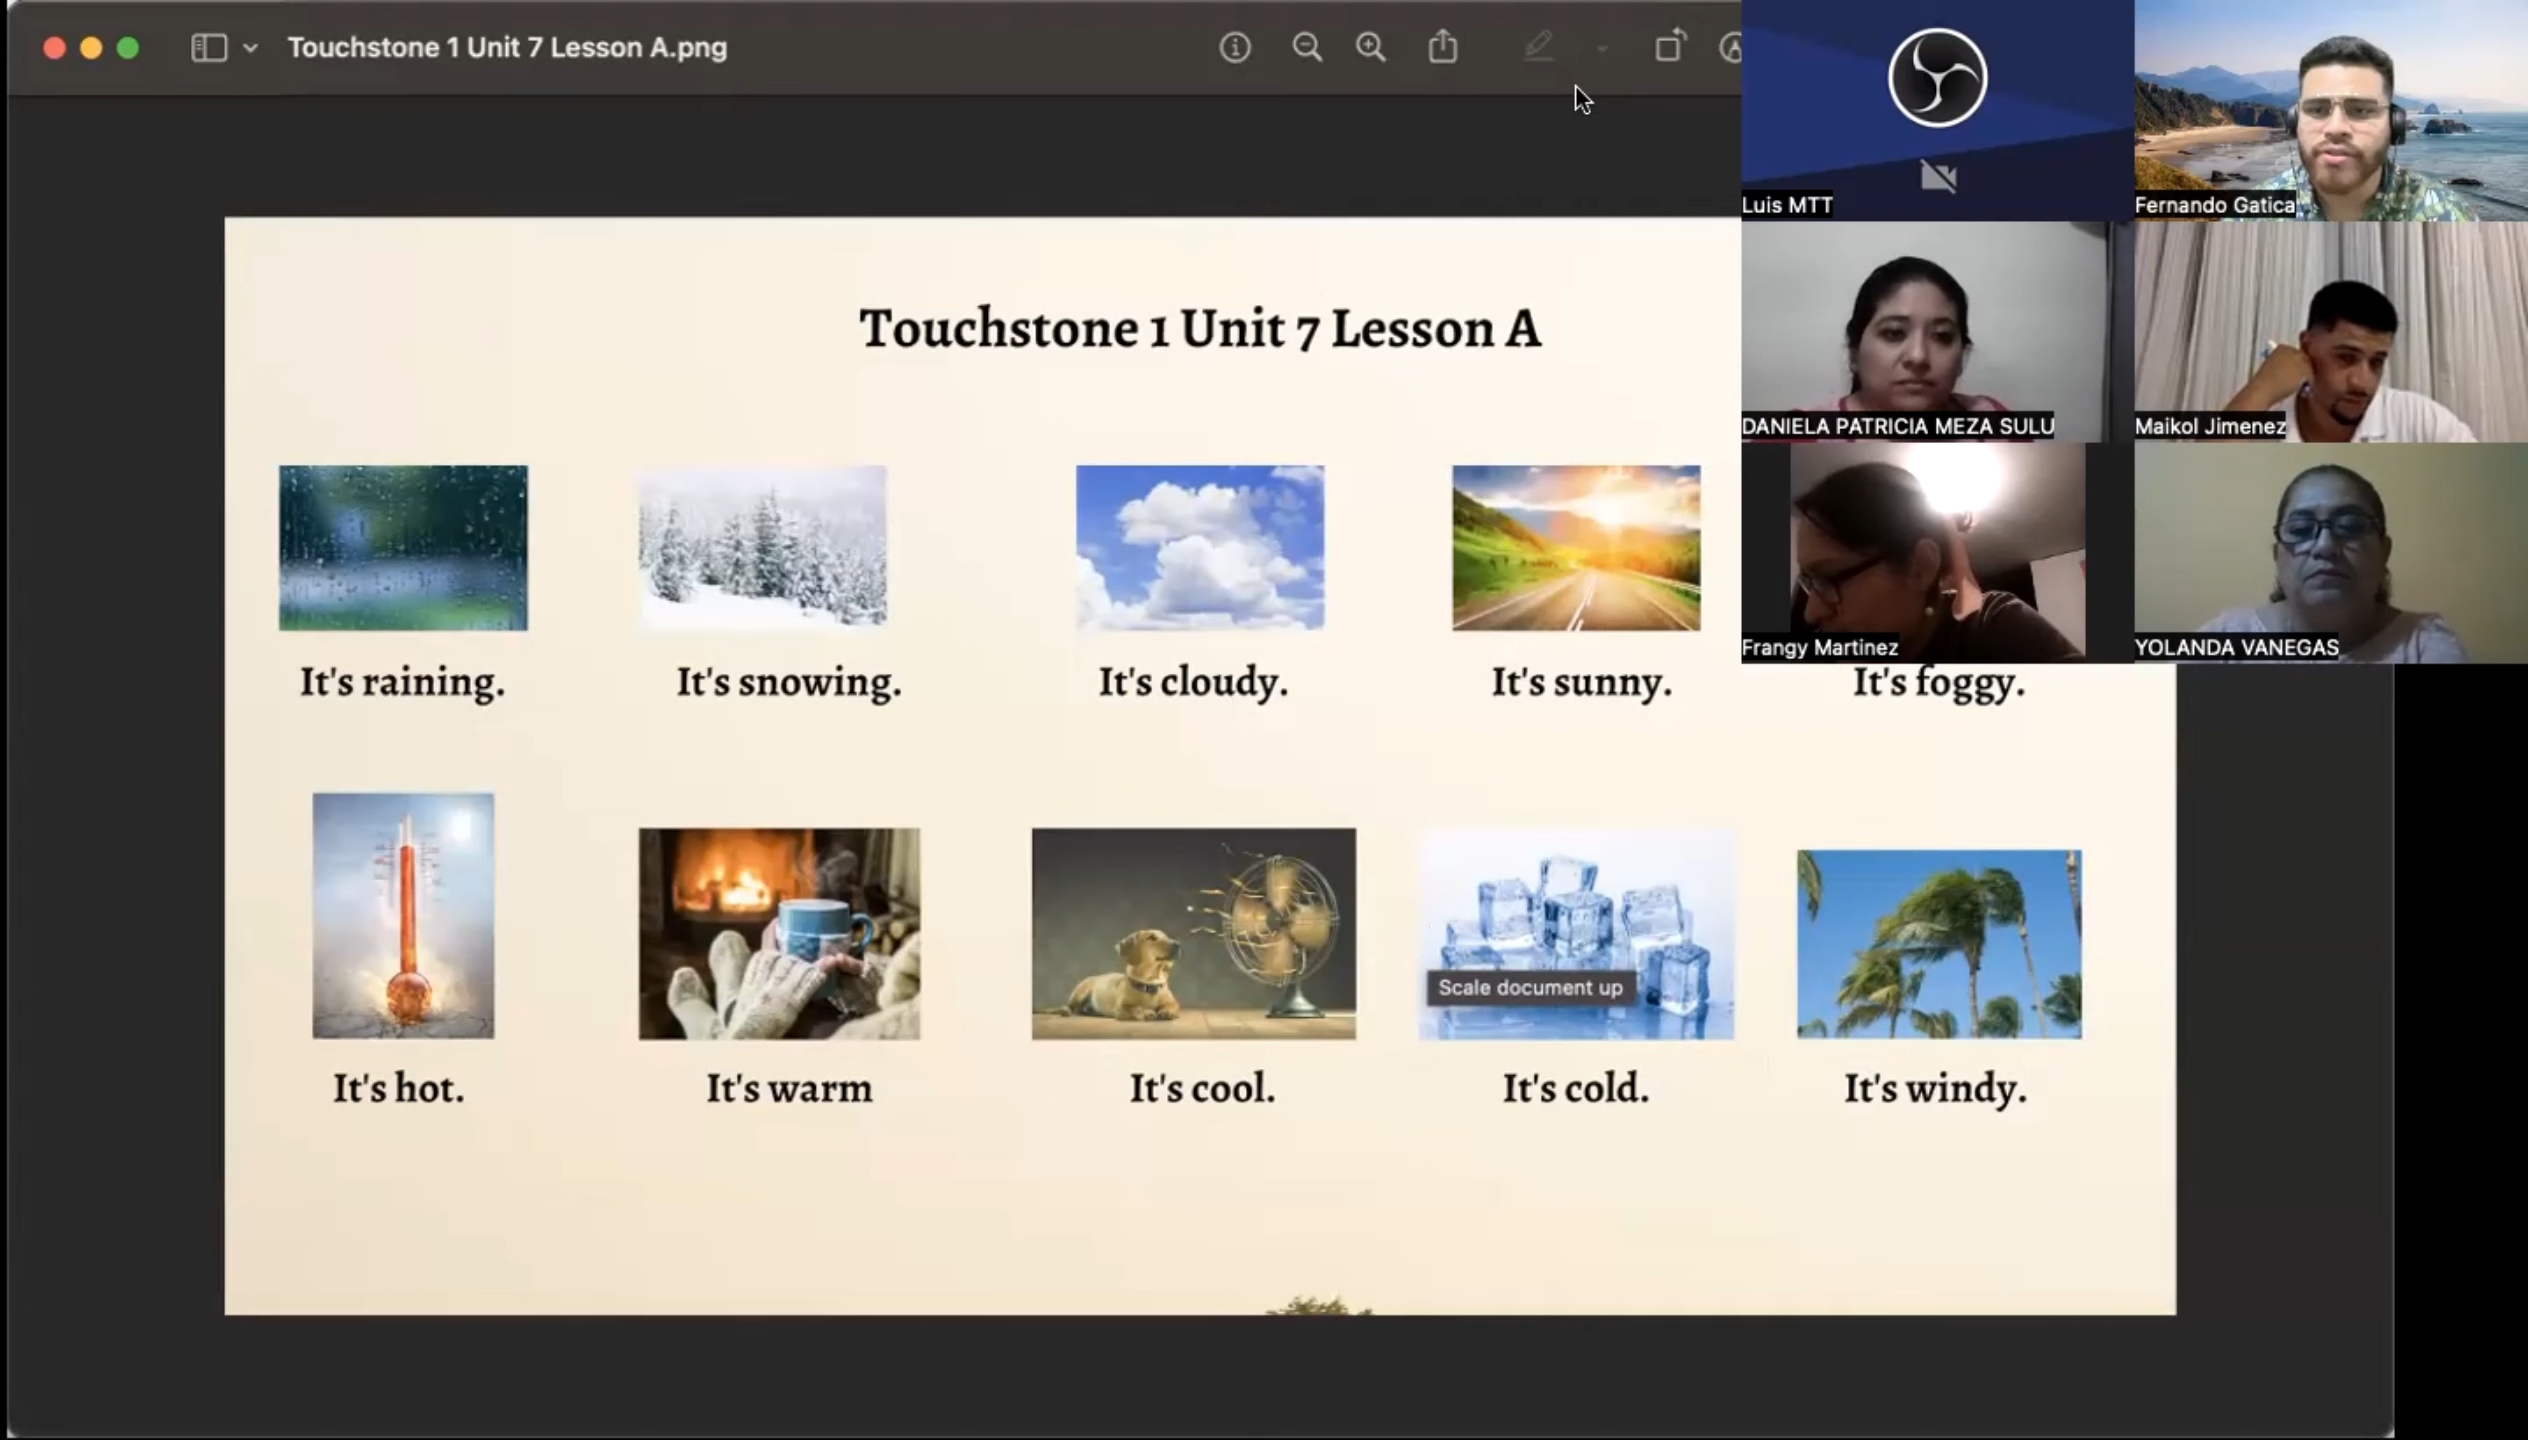 Touchstone 1 Unit 7 Lesson A.png
Luis MTT
Fernando Gatica
DANIELA PATRICIA MEZA SULU
Maikol Jimenez
Frangy Martinez
YOLANDA VANEGAS
Touchstone 1 Unit 7 Lesson A
It's raining.
It's snowing.
It's cloudy.
It's sunny.
It's foggy.
Scale document up
It's hot.
It's warm
It's cool.
It's cold.
It's windy.